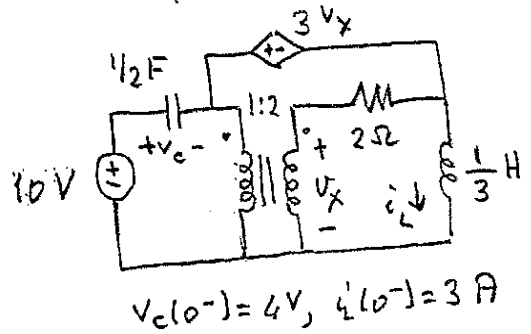 3 Vx
1/2 F
1:2
+ vc -
2Ω
10 V
+
Vx
-
iL ↓
1/3 H
Vc(0⁻) = 4V, iL(0⁻) = 3 A